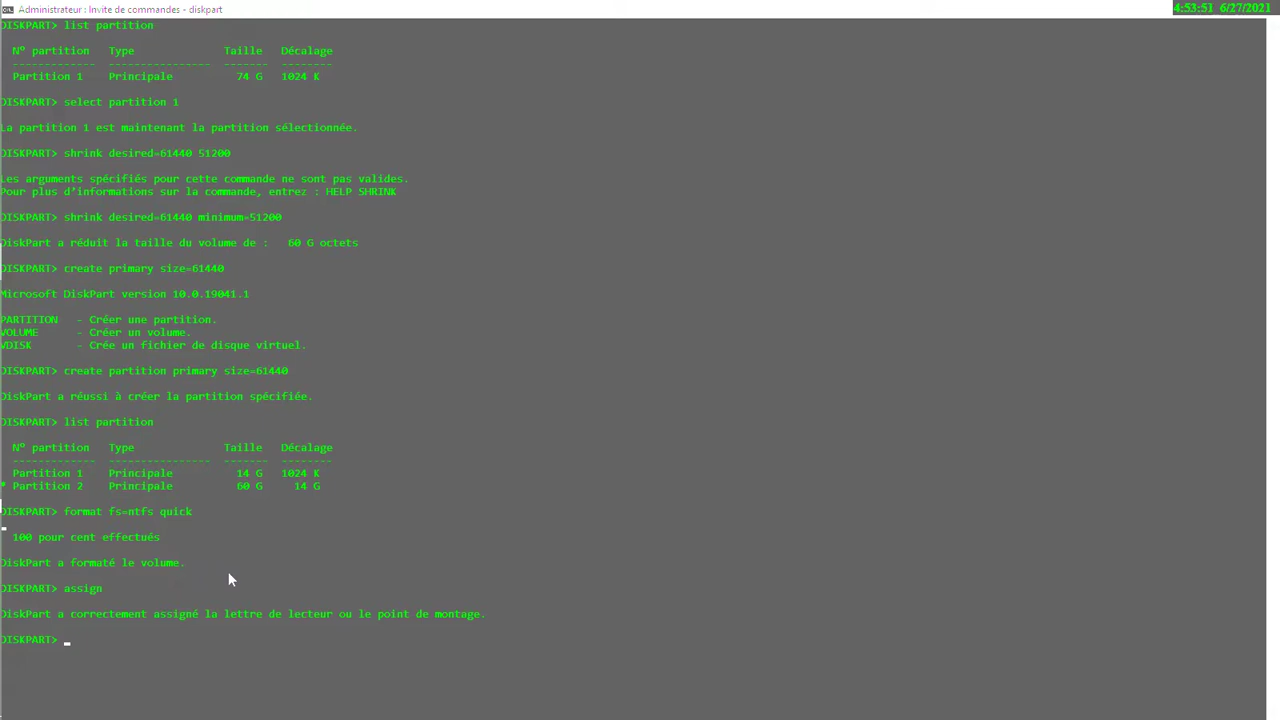 Administrateur : Invite de commandes - diskpart
4:53:51 6/27/2021
DISKPART> list partition
N° partition Type Taille Décalage
------------- ---------------- ------- --------
Partition 1 Principale 74 G 1024 K
DISKPART> select partition 1
La partition 1 est maintenant la partition sélectionnée.
DISKPART> shrink desired=61440 51200
Les arguments spécifiés pour cette commande ne sont pas valides.
Pour plus d'informations sur la commande, entrez : HELP SHRINK
DISKPART> shrink desired=61440 minimum=51200
DiskPart a réduit la taille du volume de : 60 G octets
DISKPART> create primary size=61440
Microsoft DiskPart version 10.0.19041.1
PARTITION - Créer une partition.
VOLUME - Créer un volume.
VDISK - Crée un fichier de disque virtuel.
DISKPART> create partition primary size=61440
DiskPart a réussi à créer la partition spécifiée.
DISKPART> list partition
N° partition Type Taille Décalage
------------- ---------------- ------- --------
Partition 1 Principale 14 G 1024 K
* Partition 2 Principale 60 G 14 G
DISKPART> format fs=ntfs quick
100 pour cent effectués
DiskPart a formaté le volume.
DISKPART> assign
DiskPart a correctement assigné la lettre de lecteur ou le point de montage.
DISKPART>